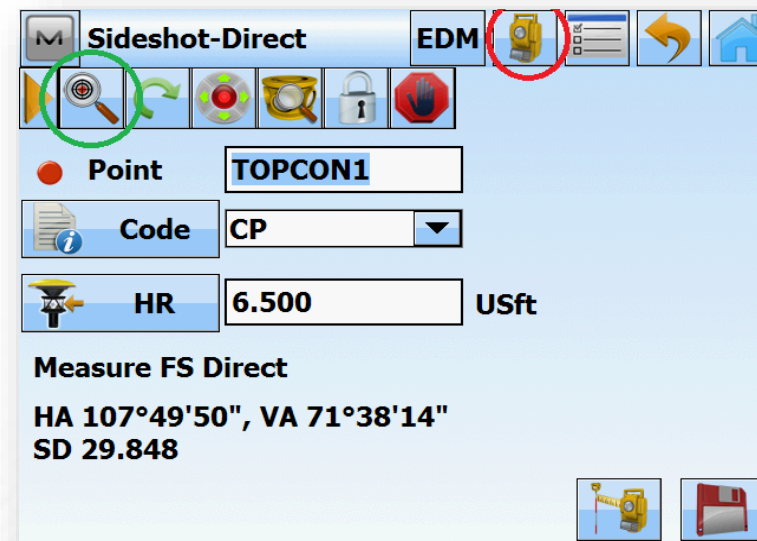 Sideshot-Direct EDM
Point TOPCON1
Code CP
HR 6.500 USft
Measure FS Direct
HA 107°49'50", VA 71°38'14"
SD 29.848